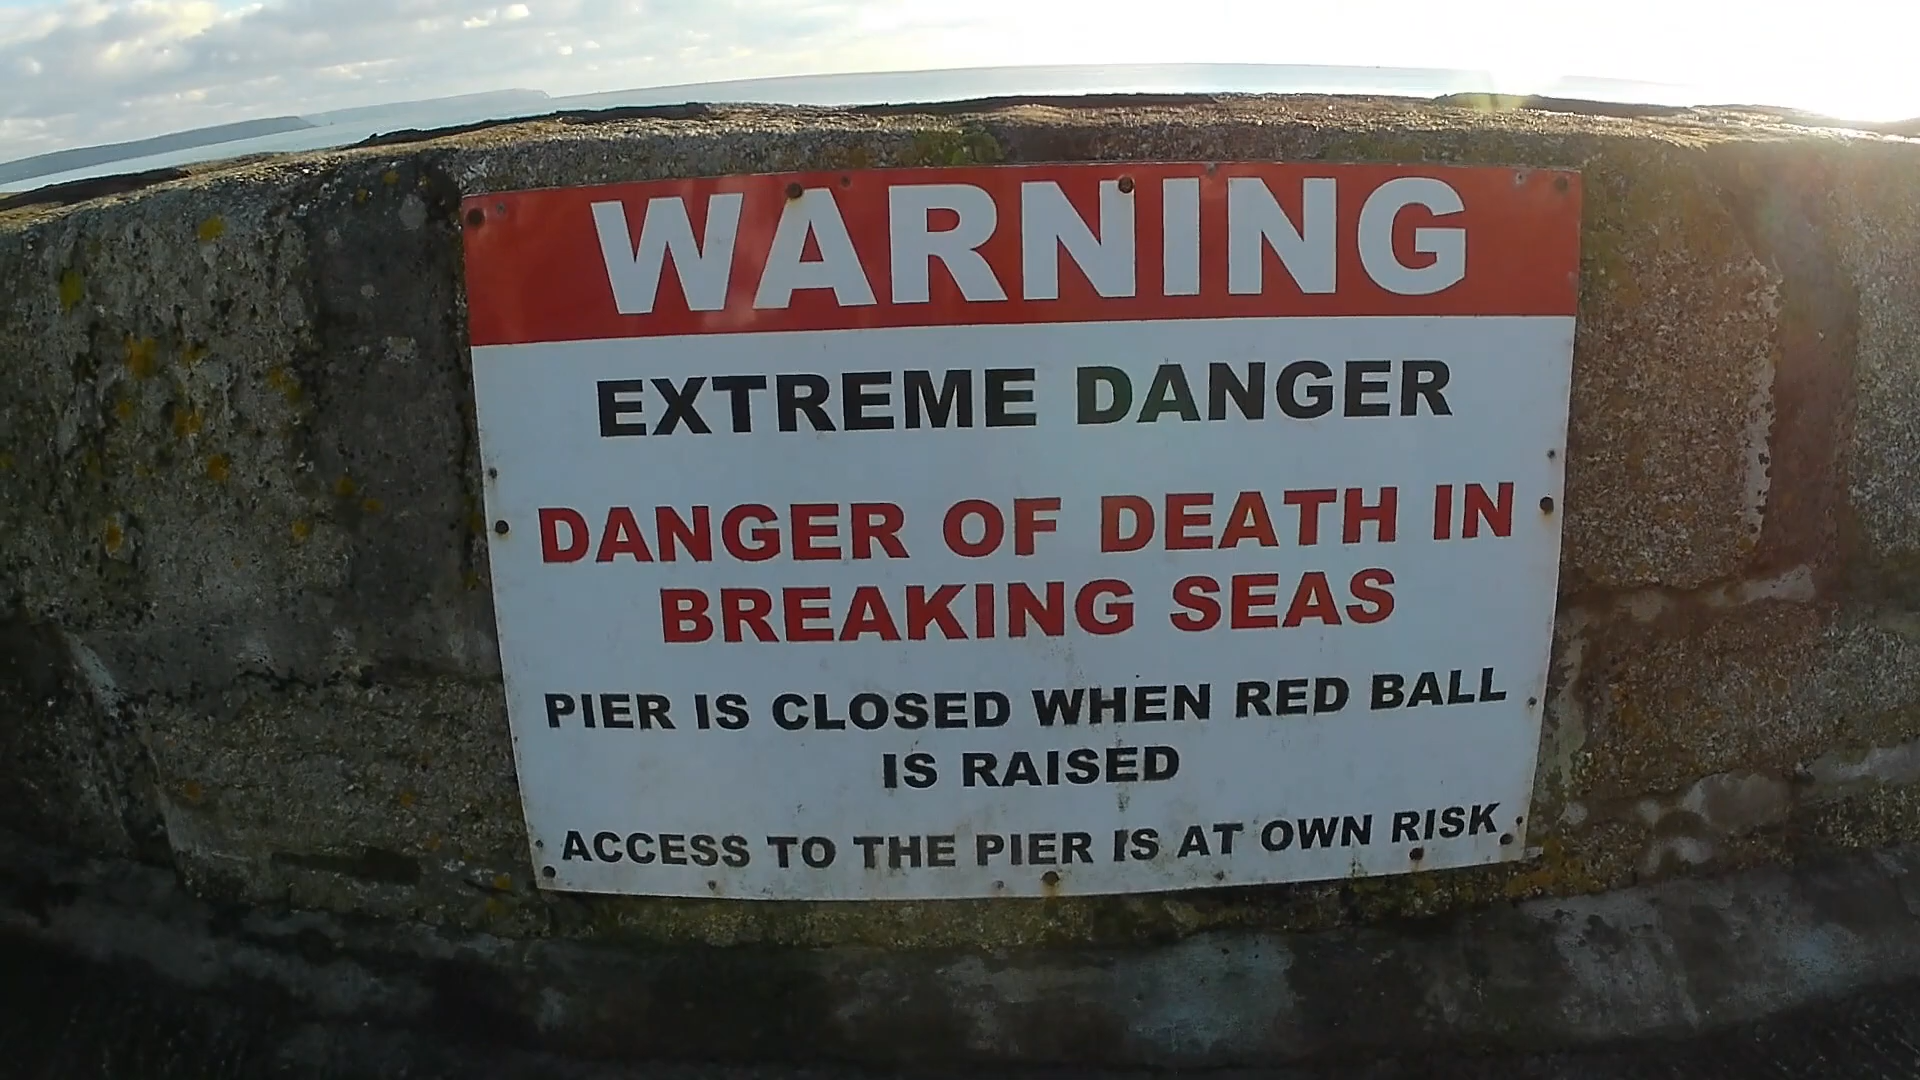 WARNING
EXTREME DANGER
DANGER OF DEATH IN
BREAKING SEAS
PIER IS CLOSED WHEN RED BALL
IS RAISED
ACCESS TO THE PIER IS AT OWN RISK.